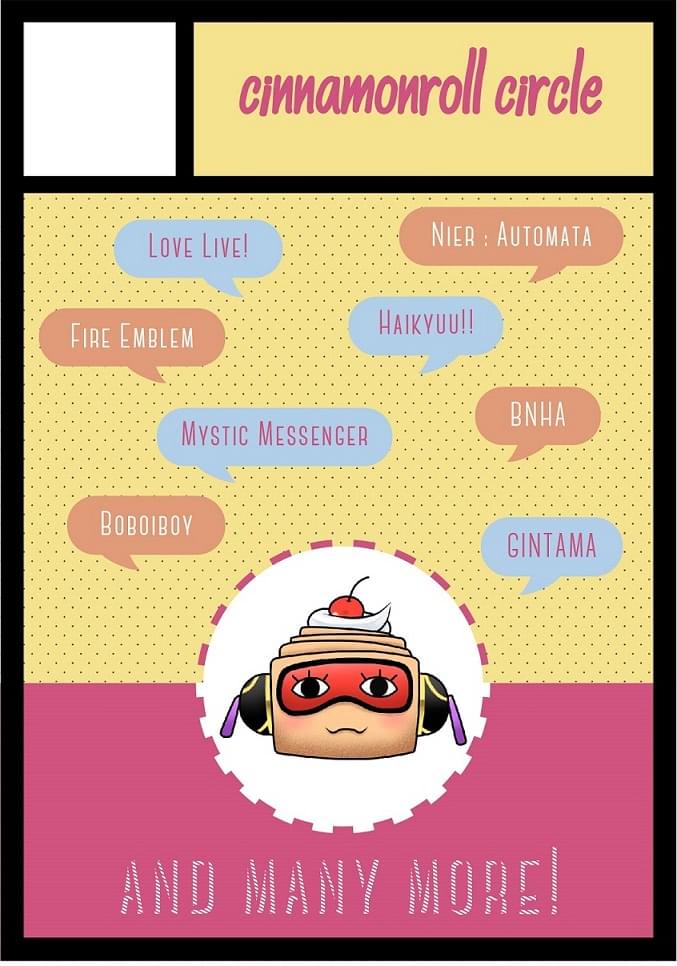 cinnamonroll circle
Love Live!
Nier : Automata
Fire Emblem
Haikyuu!!
BNHA
Mystic Messenger
Boboiboy
GINTAMA
AND MANY MORE!